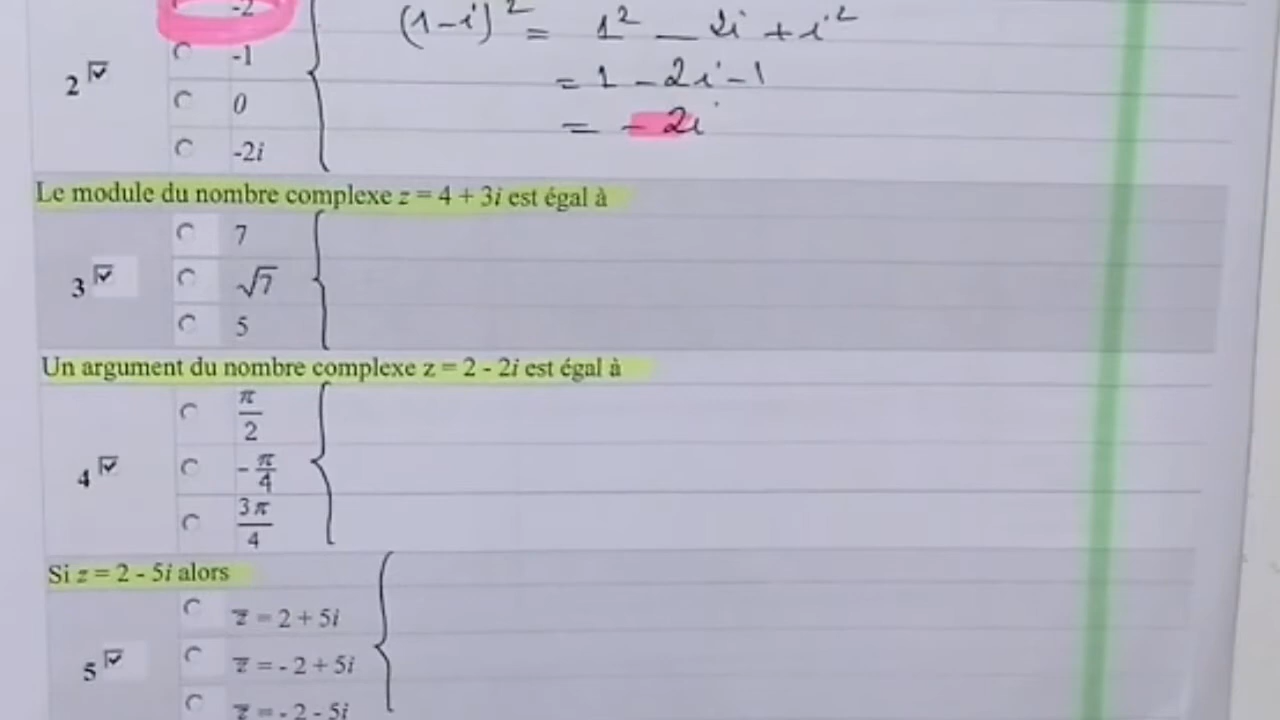 -2
(1-i)² = 1² - 2i + i²
2
-1
= 1 - 2i - 1
0
= - 2i
-2i
Le module du nombre complexe z = 4 + 3i est égal à
7
3
√7
5
Un argument du nombre complexe z = 2 - 2i est égal à
π/2
4
-π/4
3π/4
Si z = 2 - 5i alors
z̅ = 2 + 5i
5
z̅ = - 2 + 5i
z̅ = - 2 - 5i